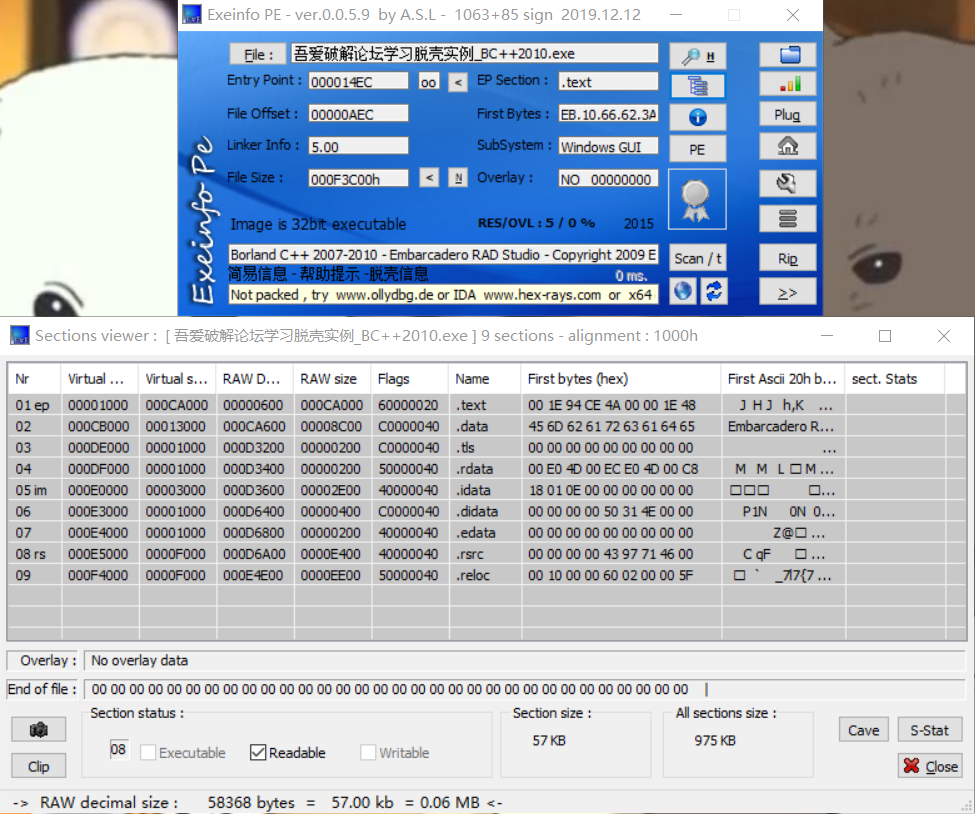 Exeinfo PE - ver.0.0.5.9 by A.S.L - 1063+85 sign 2019.12.12
File : 吾爱破解论坛学习脱壳实例_BC++2010.exe H
Entry Point : 000014EC oo < EP Section : .text
File Offset : 00000AEC First Bytes : EB.10.66.62.3A Plug
Linker Info : 5.00 SubSystem : Windows GUI PE
File Size : 000F3C00h < N Overlay : NO 00000000
Image is 32bit executable RES/OVL : 5 / 0 % 2015
Exeinfo Pe
Borland C++ 2007-2010 - Embarcadero RAD Studio - Copyright 2009 E Scan / t Rip
简易信息 - 帮助提示 -脱壳信息 0 ms.
Not packed , try www.ollydbg.de or IDA www.hex-rays.com or x64 >>
Sections viewer : [ 吾爱破解论坛学习脱壳实例_BC++2010.exe ] 9 sections - alignment : 1000h
Nr Virtual ... Virtual s... RAW D... RAW size Flags Name First bytes (hex) First Ascii 20h b... sect. Stats
01 ep 00001000 000CA000 00000600 000CA000 60000020 .text 00 1E 94 CE 4A 00 00 1E 48 J H J h,K ...
02 000CB000 00013000 000CA600 00008C00 C0000040 .data 45 6D 62 61 72 63 61 64 65 Embarcadero R...
03 000DE000 00001000 000D3200 00000200 C0000040 .tls 00 00 00 00 00 00 00 00 00 ...
04 000DF000 00001000 000D3400 00000200 50000040 .rdata 00 E0 4D 00 EC E0 4D 00 C8 M M L □ M...
05 im 000E0000 00003000 000D3600 00002E00 40000040 .idata 18 01 0E 00 00 00 00 00 00 □□□ □...
06 000E3000 00001000 000D6400 00000400 C0000040 .didata 00 00 00 00 50 31 4E 00 00 P1N 0N 0...
07 000E4000 00001000 000D6800 00000200 40000040 .edata 00 00 00 00 00 00 00 00 00 Z@□ ...
08 rs 000E5000 0000F000 000D6A00 0000E400 40000040 .rsrc 00 00 00 00 43 97 71 46 00 C qF □ ...
09 000F4000 0000F000 000E4E00 0000EE00 50000040 .reloc 00 10 00 00 60 02 00 00 5F □ ` _7l7{7 ...
Overlay : No overlay data
End of file : 00 00 00 00 00 00 00 00 00 00 00 00 00 00 00 00 00 00 00 00 00 00 00 00 00 00 00 00 00 00 00 00 |
Section status : Section size : All sections size :
08 Executable Readable Writable 57 KB 975 KB Cave S-Stat
Clip Close
-> RAW decimal size : 58368 bytes = 57.00 kb = 0.06 MB <-